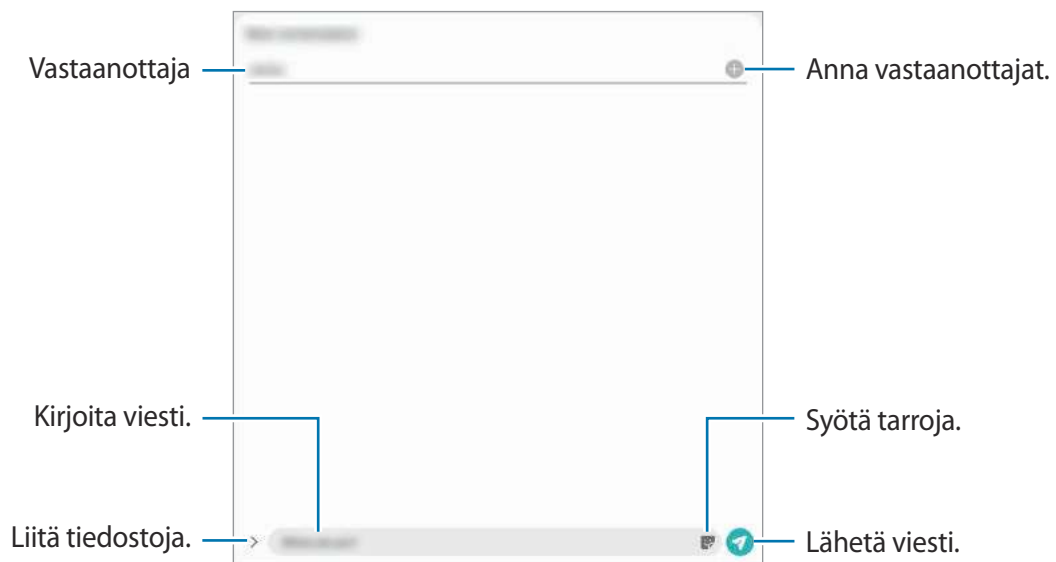 Vastaanottaja
Anna vastaanottajat.
Kirjoita viesti.
Syötä tarroja.
Liitä tiedostoja.
Lähetä viesti.